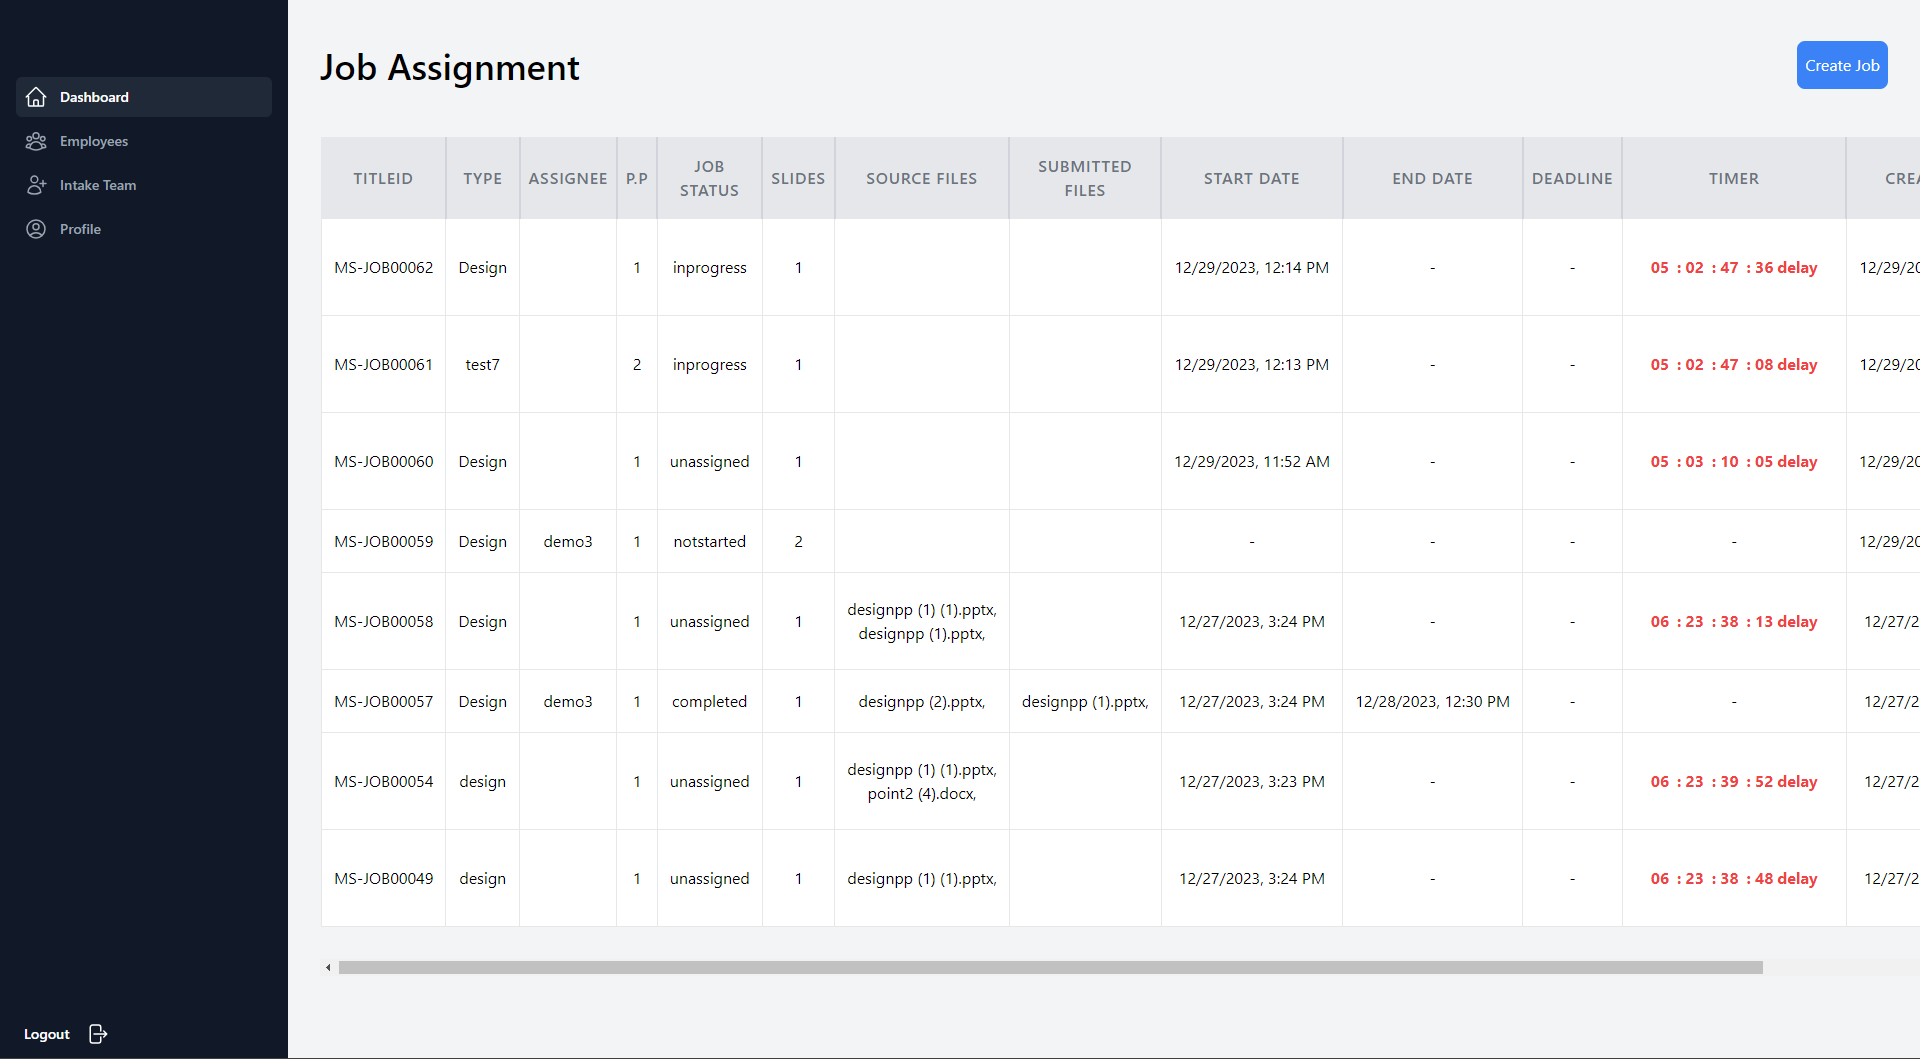 Dashboard
Employees
Intake Team
Profile
Logout
Job Assignment
Create Job
TITLEID TYPE ASSIGNEE P.P JOB STATUS SLIDES SOURCE FILES SUBMITTED FILES START DATE END DATE DEADLINE TIMER CREA
MS-JOB00062 Design 1 inprogress 1 12/29/2023, 12:14 PM - - 05 : 02 : 47 : 36 delay 12/29/20
MS-JOB00061 test7 2 inprogress 1 12/29/2023, 12:13 PM - - 05 : 02 : 47 : 08 delay 12/29/20
MS-JOB00060 Design 1 unassigned 1 12/29/2023, 11:52 AM - - 05 : 03 : 10 : 05 delay 12/29/20
MS-JOB00059 Design demo3 1 notstarted 2 - - - - 12/29/20
MS-JOB00058 Design 1 unassigned 1 designpp (1) (1).pptx, designpp (1).pptx, 12/27/2023, 3:24 PM - - 06 : 23 : 38 : 13 delay 12/27/2
MS-JOB00057 Design demo3 1 completed 1 designpp (2).pptx, designpp (1).pptx, 12/27/2023, 3:24 PM 12/28/2023, 12:30 PM - - 12/27/2
MS-JOB00054 design 1 unassigned 1 designpp (1) (1).pptx, point2 (4).docx, 12/27/2023, 3:23 PM - - 06 : 23 : 39 : 52 delay 12/27/2
MS-JOB00049 design 1 unassigned 1 designpp (1) (1).pptx, 12/27/2023, 3:24 PM - - 06 : 23 : 38 : 48 delay 12/27/2